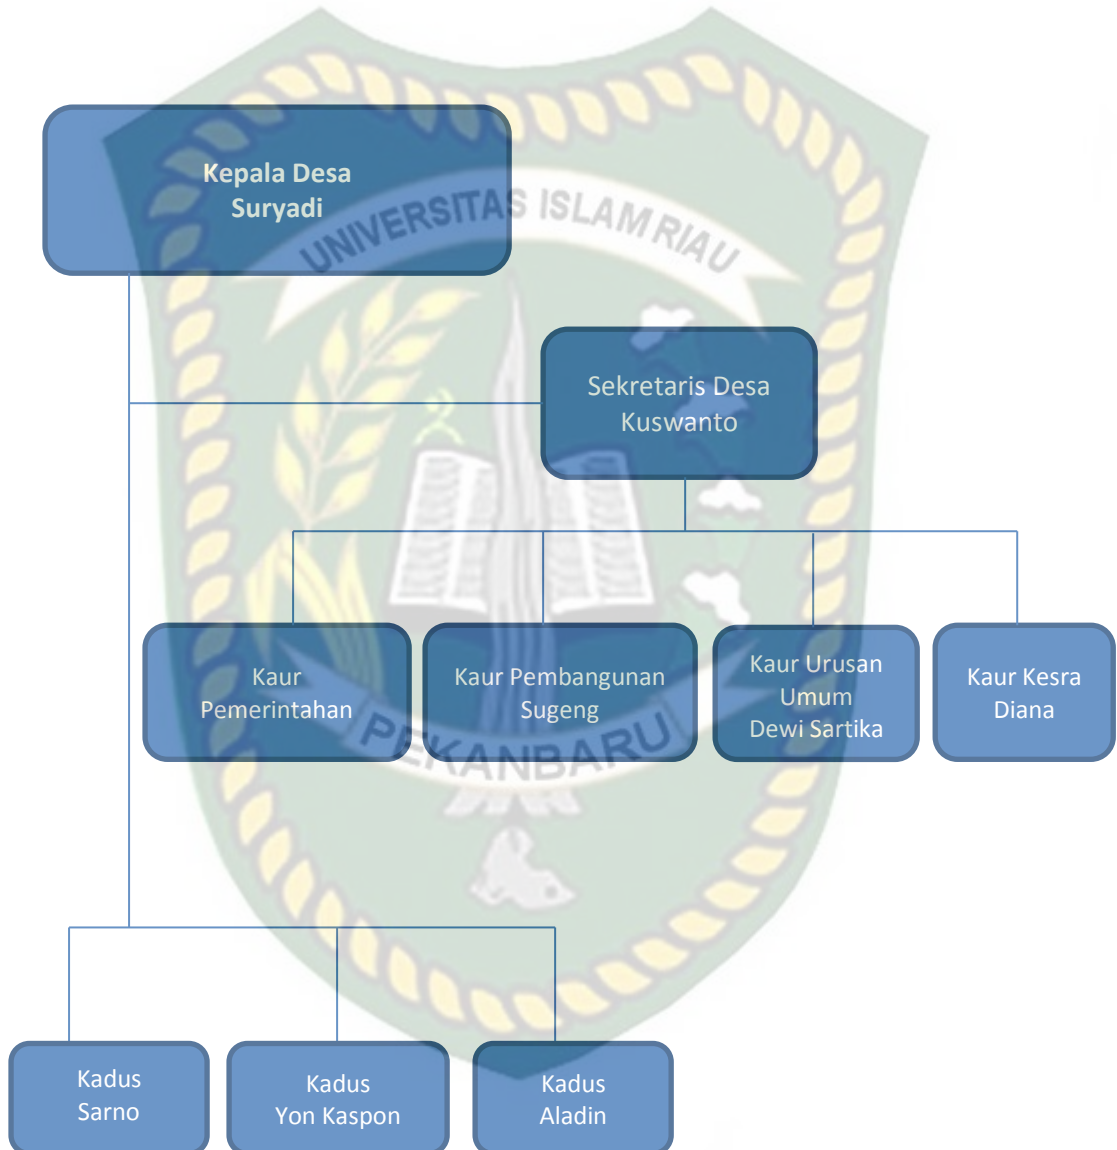 Kepala Desa
Suryadi
UNIVERSITAS ISLAM RIAU
Sekretaris Desa
Kuswanto
Kaur
Pemerintahan
Kaur Pembangunan
Sugeng
Kaur Urusan
Umum
Dewi Sartika
Kaur Kesra
Diana
PEKANBARU
Kadus
Sarno
Kadus
Yon Kaspon
Kadus
Aladin